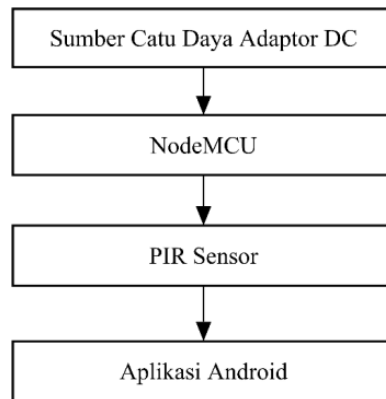 Sumber Catu Daya Adaptor DC
NodeMCU
PIR Sensor
Aplikasi Android